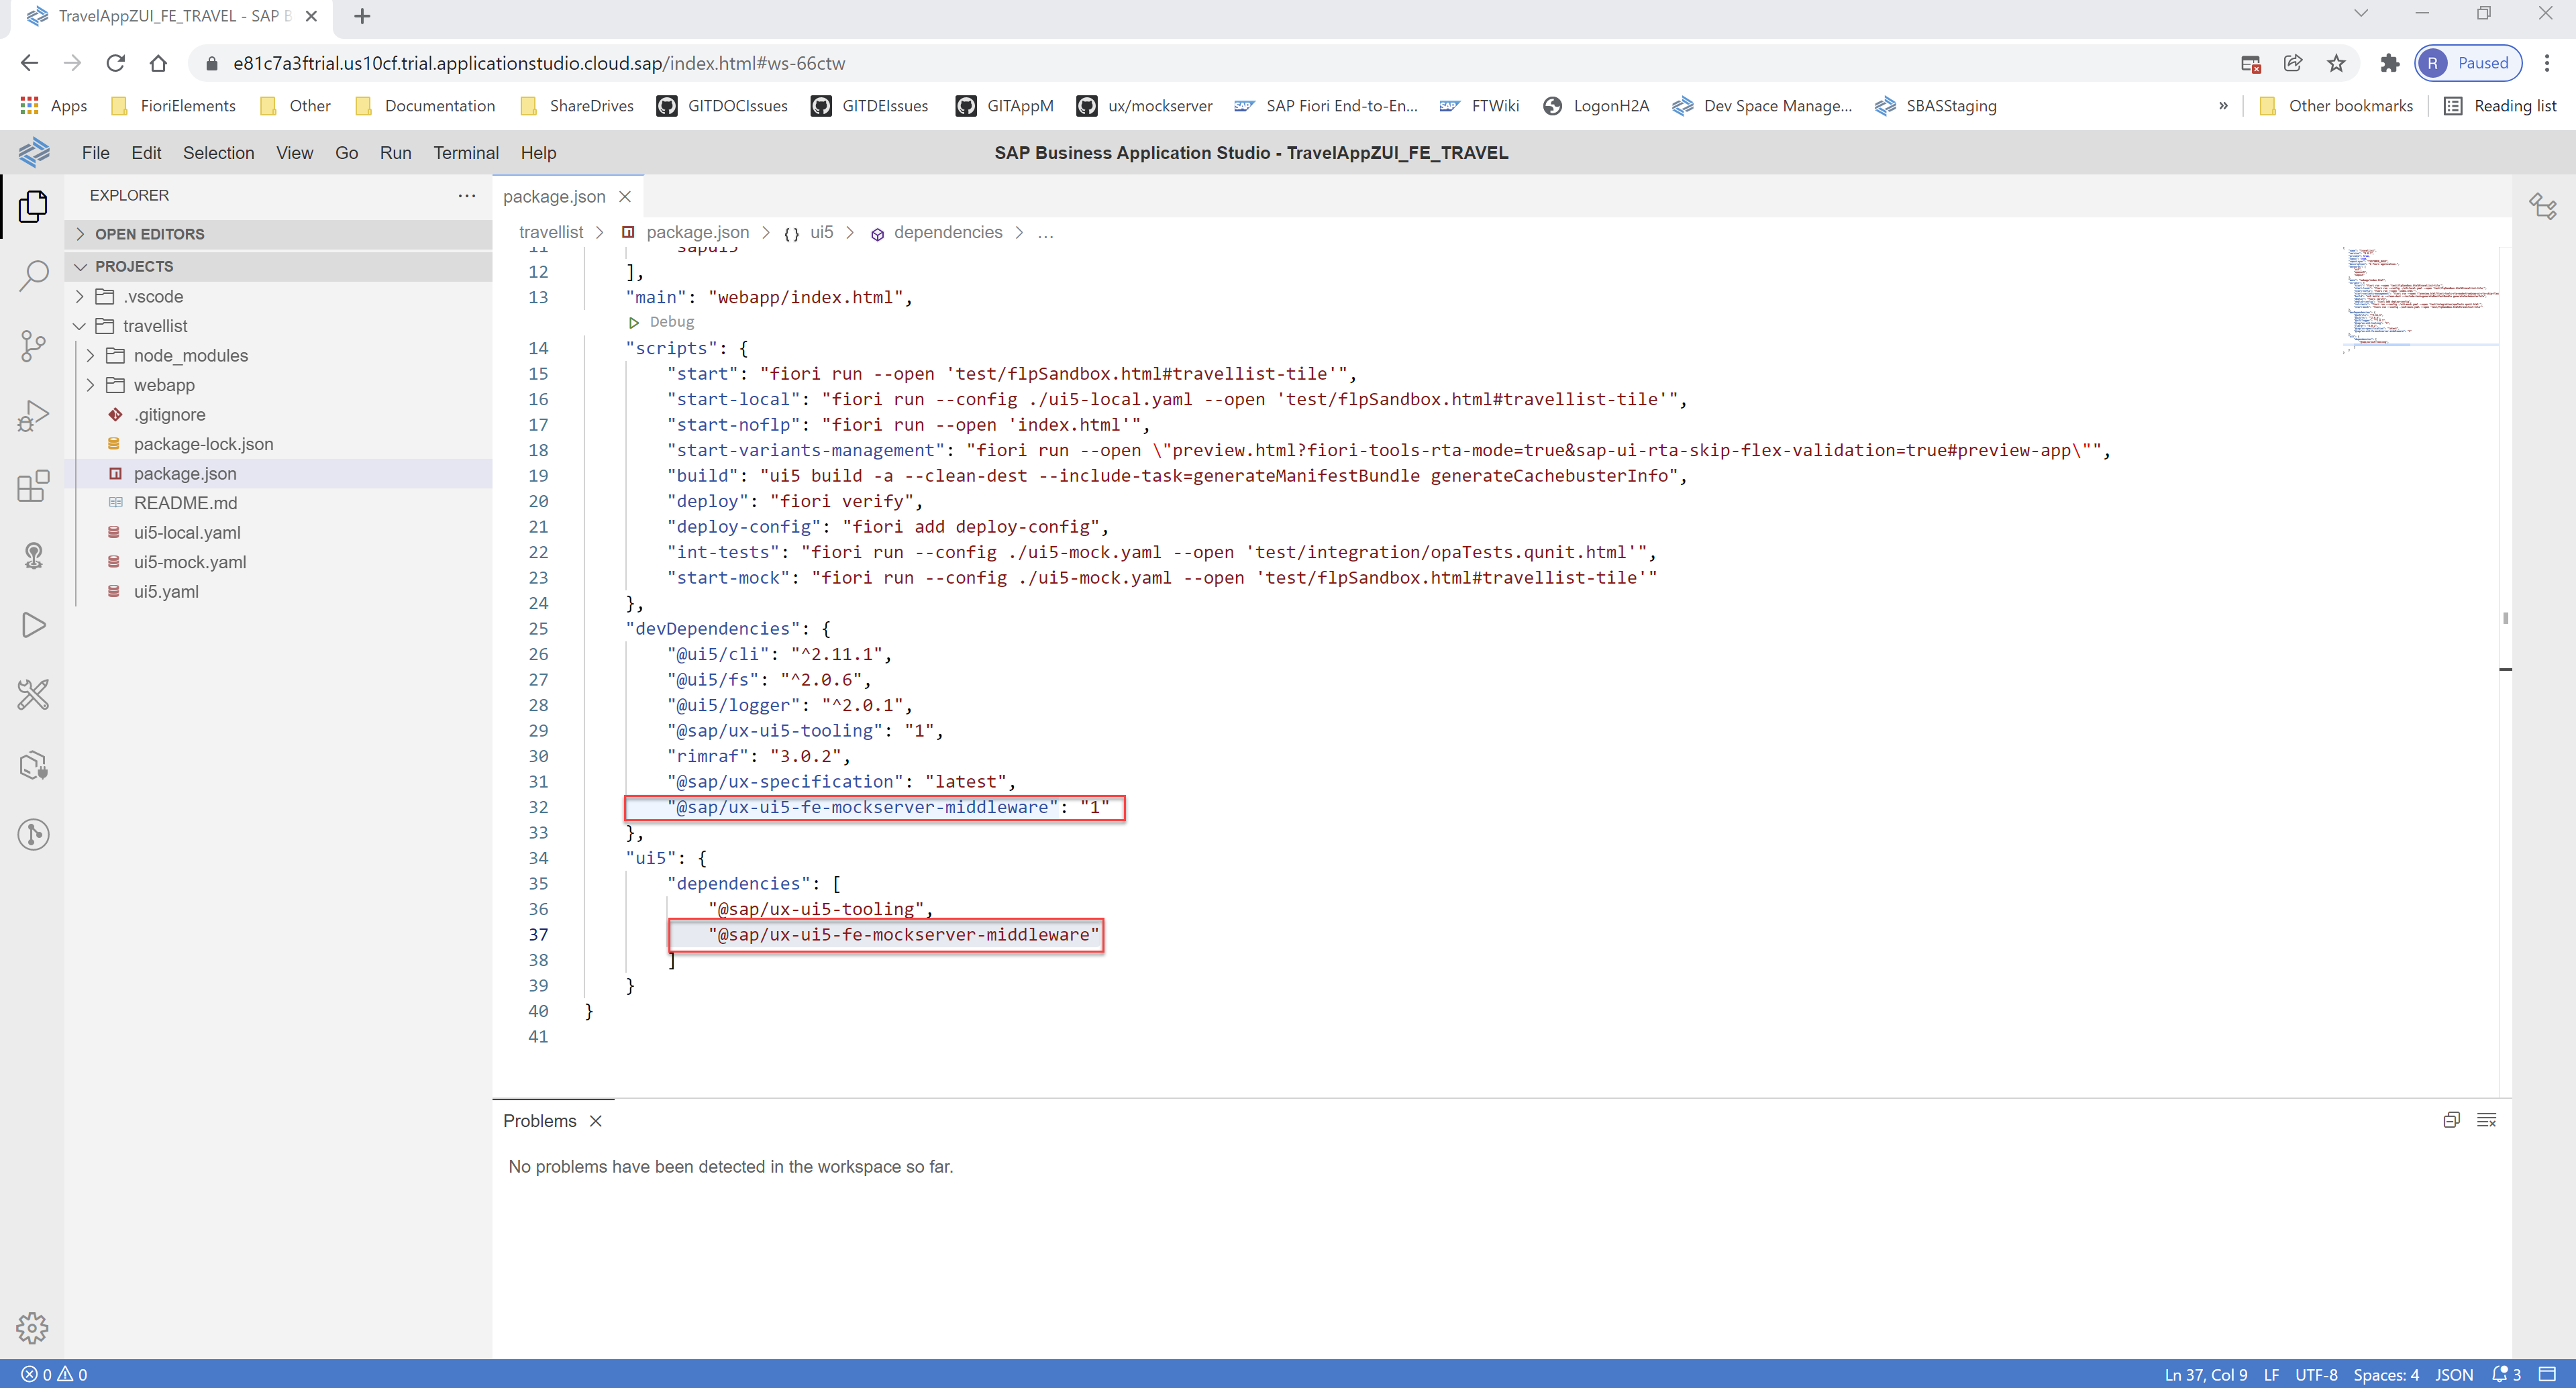 TravelAppZUI_FE_TRAVEL - SAP B
e81c7a3ftrial.us10cf.trial.applicationstudio.cloud.sap/index.html#ws-66ctw
R Paused
Apps FioriElements Other Documentation ShareDrives GITDOCIssues GITDEIssues GITAppM ux/mockserver SAP Fiori End-to-En... FTWiki LogonH2A Dev Space Manage... SBASStaging » Other bookmarks Reading list
File Edit Selection View Go Run Terminal Help SAP Business Application Studio - TravelAppZUI_FE_TRAVEL
EXPLORER ...
OPEN EDITORS
PROJECTS
.vscode
travellist
node_modules
webapp
.gitignore
package-lock.json
package.json
README.md
ui5-local.yaml
ui5-mock.yaml
ui5.yaml
package.json
travellist > package.json > {} ui5 > dependencies > ...
11 "sapui5"
12 ],
13 "main": "webapp/index.html",
Debug
14 "scripts": {
15 "start": "fiori run --open 'test/flpSandbox.html#travellist-tile'",
16 "start-local": "fiori run --config ./ui5-local.yaml --open 'test/flpSandbox.html#travellist-tile'",
17 "start-noflp": "fiori run --open 'index.html'",
18 "start-variants-management": "fiori run --open \"preview.html?fiori-tools-rta-mode=true&sap-ui-rta-skip-flex-validation=true#preview-app\"",
19 "build": "ui5 build -a --clean-dest --include-task=generateManifestBundle generateCachebusterInfo",
20 "deploy": "fiori verify",
21 "deploy-config": "fiori add deploy-config",
22 "int-tests": "fiori run --config ./ui5-mock.yaml --open 'test/integration/opaTests.qunit.html'",
23 "start-mock": "fiori run --config ./ui5-mock.yaml --open 'test/flpSandbox.html#travellist-tile'"
24 },
25 "devDependencies": {
26 "@ui5/cli": "^2.11.1",
27 "@ui5/fs": "^2.0.6",
28 "@ui5/logger": "^2.0.1",
29 "@sap/ux-ui5-tooling": "1",
30 "rimraf": "3.0.2",
31 "@sap/ux-specification": "latest",
32 "@sap/ux-ui5-fe-mockserver-middleware": "1"
33 },
34 "ui5": {
35 "dependencies": [
36 "@sap/ux-ui5-tooling",
37 "@sap/ux-ui5-fe-mockserver-middleware"
38 ]
39 }
40 }
41
Problems
No problems have been detected in the workspace so far.
0 0 Ln 37, Col 9 LF UTF-8 Spaces: 4 JSON 3